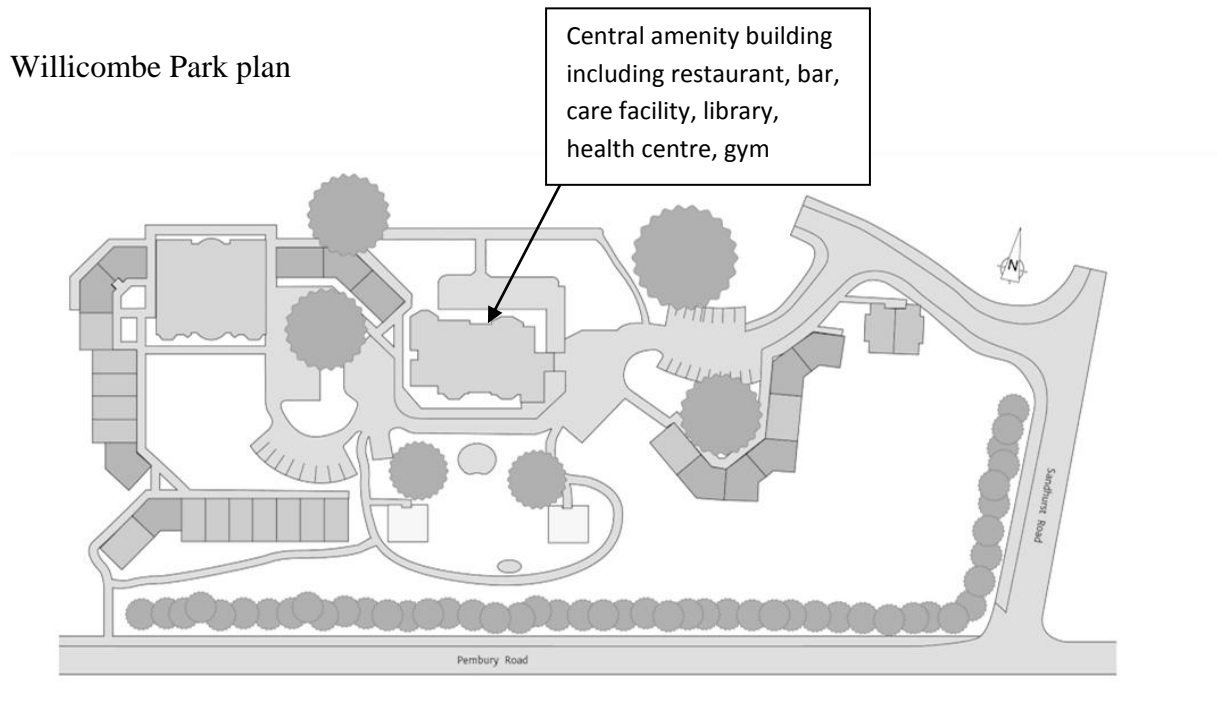 Willicombe Park plan
Central amenity building
including restaurant, bar,
care facility, library,
health centre, gym
N
Sandhurst Road
Pembury Road